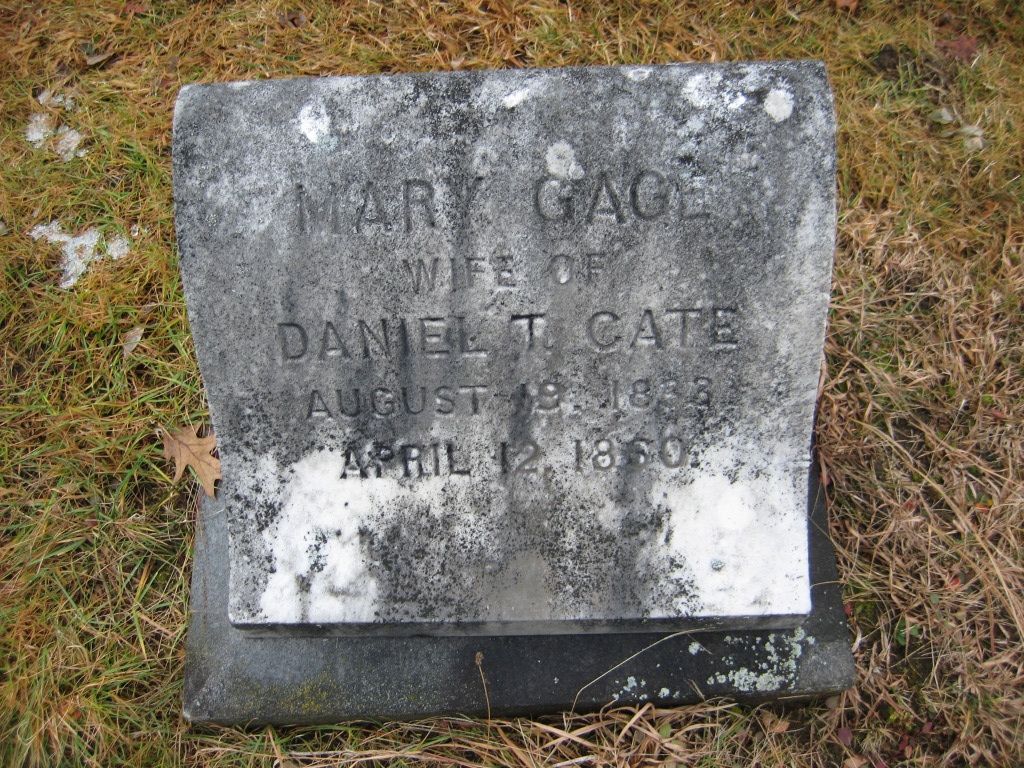 MARY GAGE
WIFE OF
DANIEL T. CATE
AUGUST 19, 1833
APRIL 12, 1860.